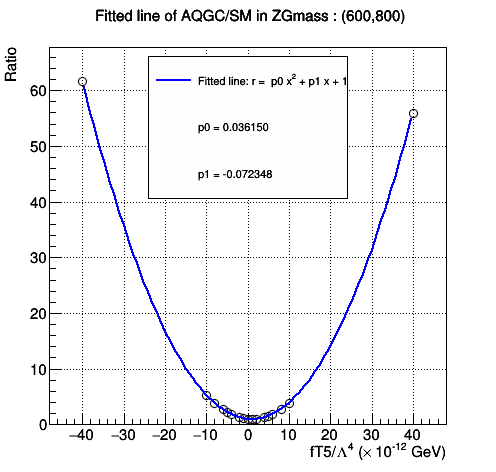 Fitted line of AQGC/SM in ZGmass : (600,800)
Ratio
Fitted line: r = p0 x² + p1 x + 1
p0 = 0.036150
p1 = -0.072348
60
50
40
30
20
10
0
−40 −30 −20 −10 0 10 20 30 40
fT5/Λ⁴ (× 10⁻¹² GeV)